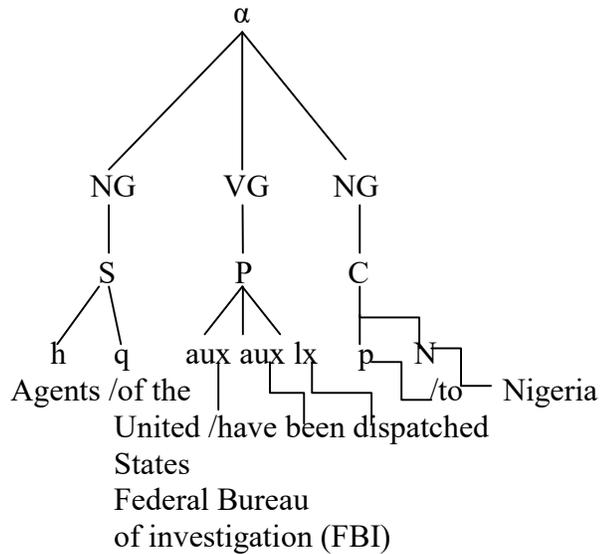 α
NG VG NG
S P C
h q aux aux lx p N
Agents /of the /to Nigeria
United /have been dispatched
States
Federal Bureau
of investigation (FBI)